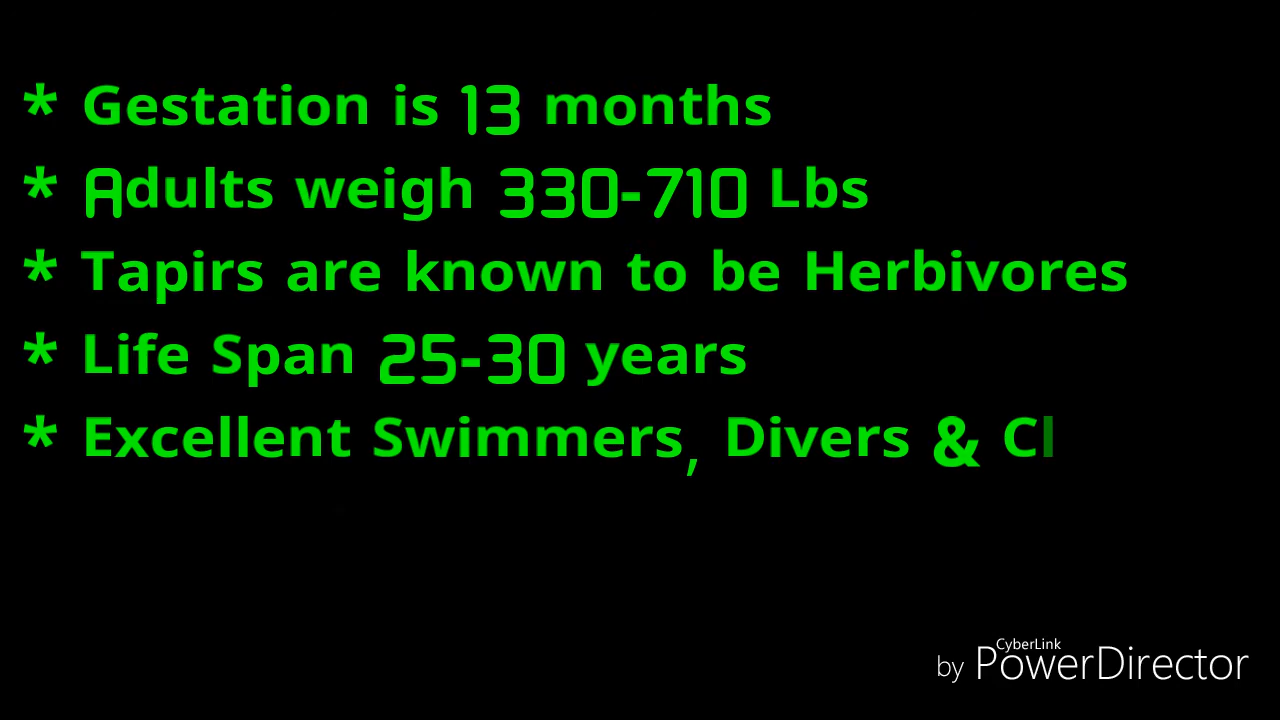 * Gestation is 13 months
* Adults weigh 330-710 Lbs
* Tapirs are known to be Herbivores
* Life Span 25-30 years
* Excellent Swimmers, Divers & Cl
CyberLink
by PowerDirector